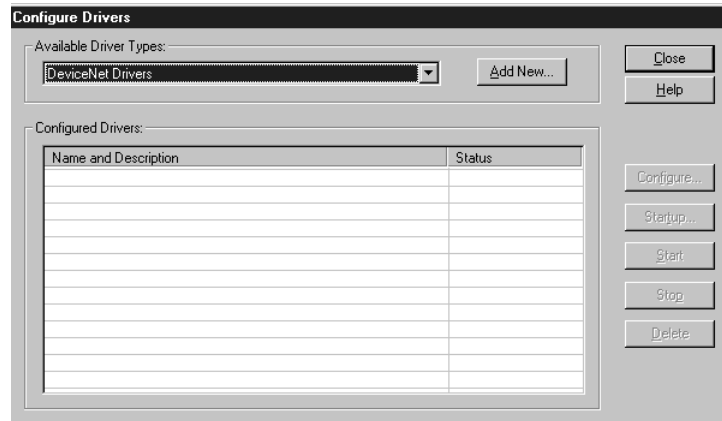 Configure Drivers
Available Driver Types:
DeviceNet Drivers
Add New...
Close
Help
Configured Drivers:
Name and Description Status
Configure...
Startup...
Start
Stop
Delete